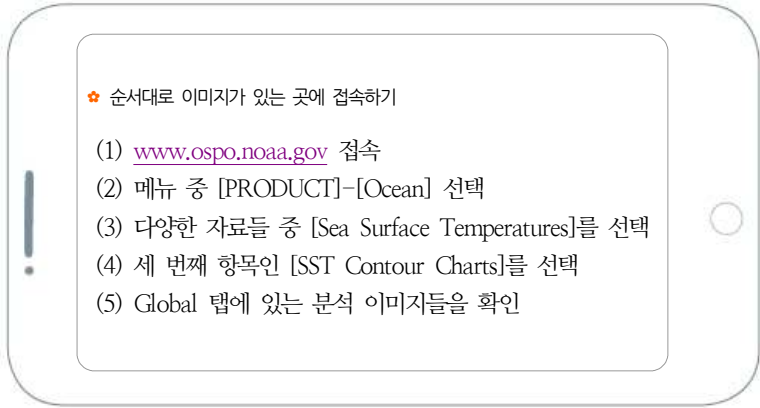 ✿ 순서대로 이미지가 있는 곳에 접속하기
(1) www.ospo.noaa.gov 접속
(2) 메뉴 중 [PRODUCT]-[Ocean] 선택
(3) 다양한 자료들 중 [Sea Surface Temperatures]를 선택
(4) 세 번째 항목인 [SST Contour Charts]를 선택
(5) Global 탭에 있는 분석 이미지들을 확인